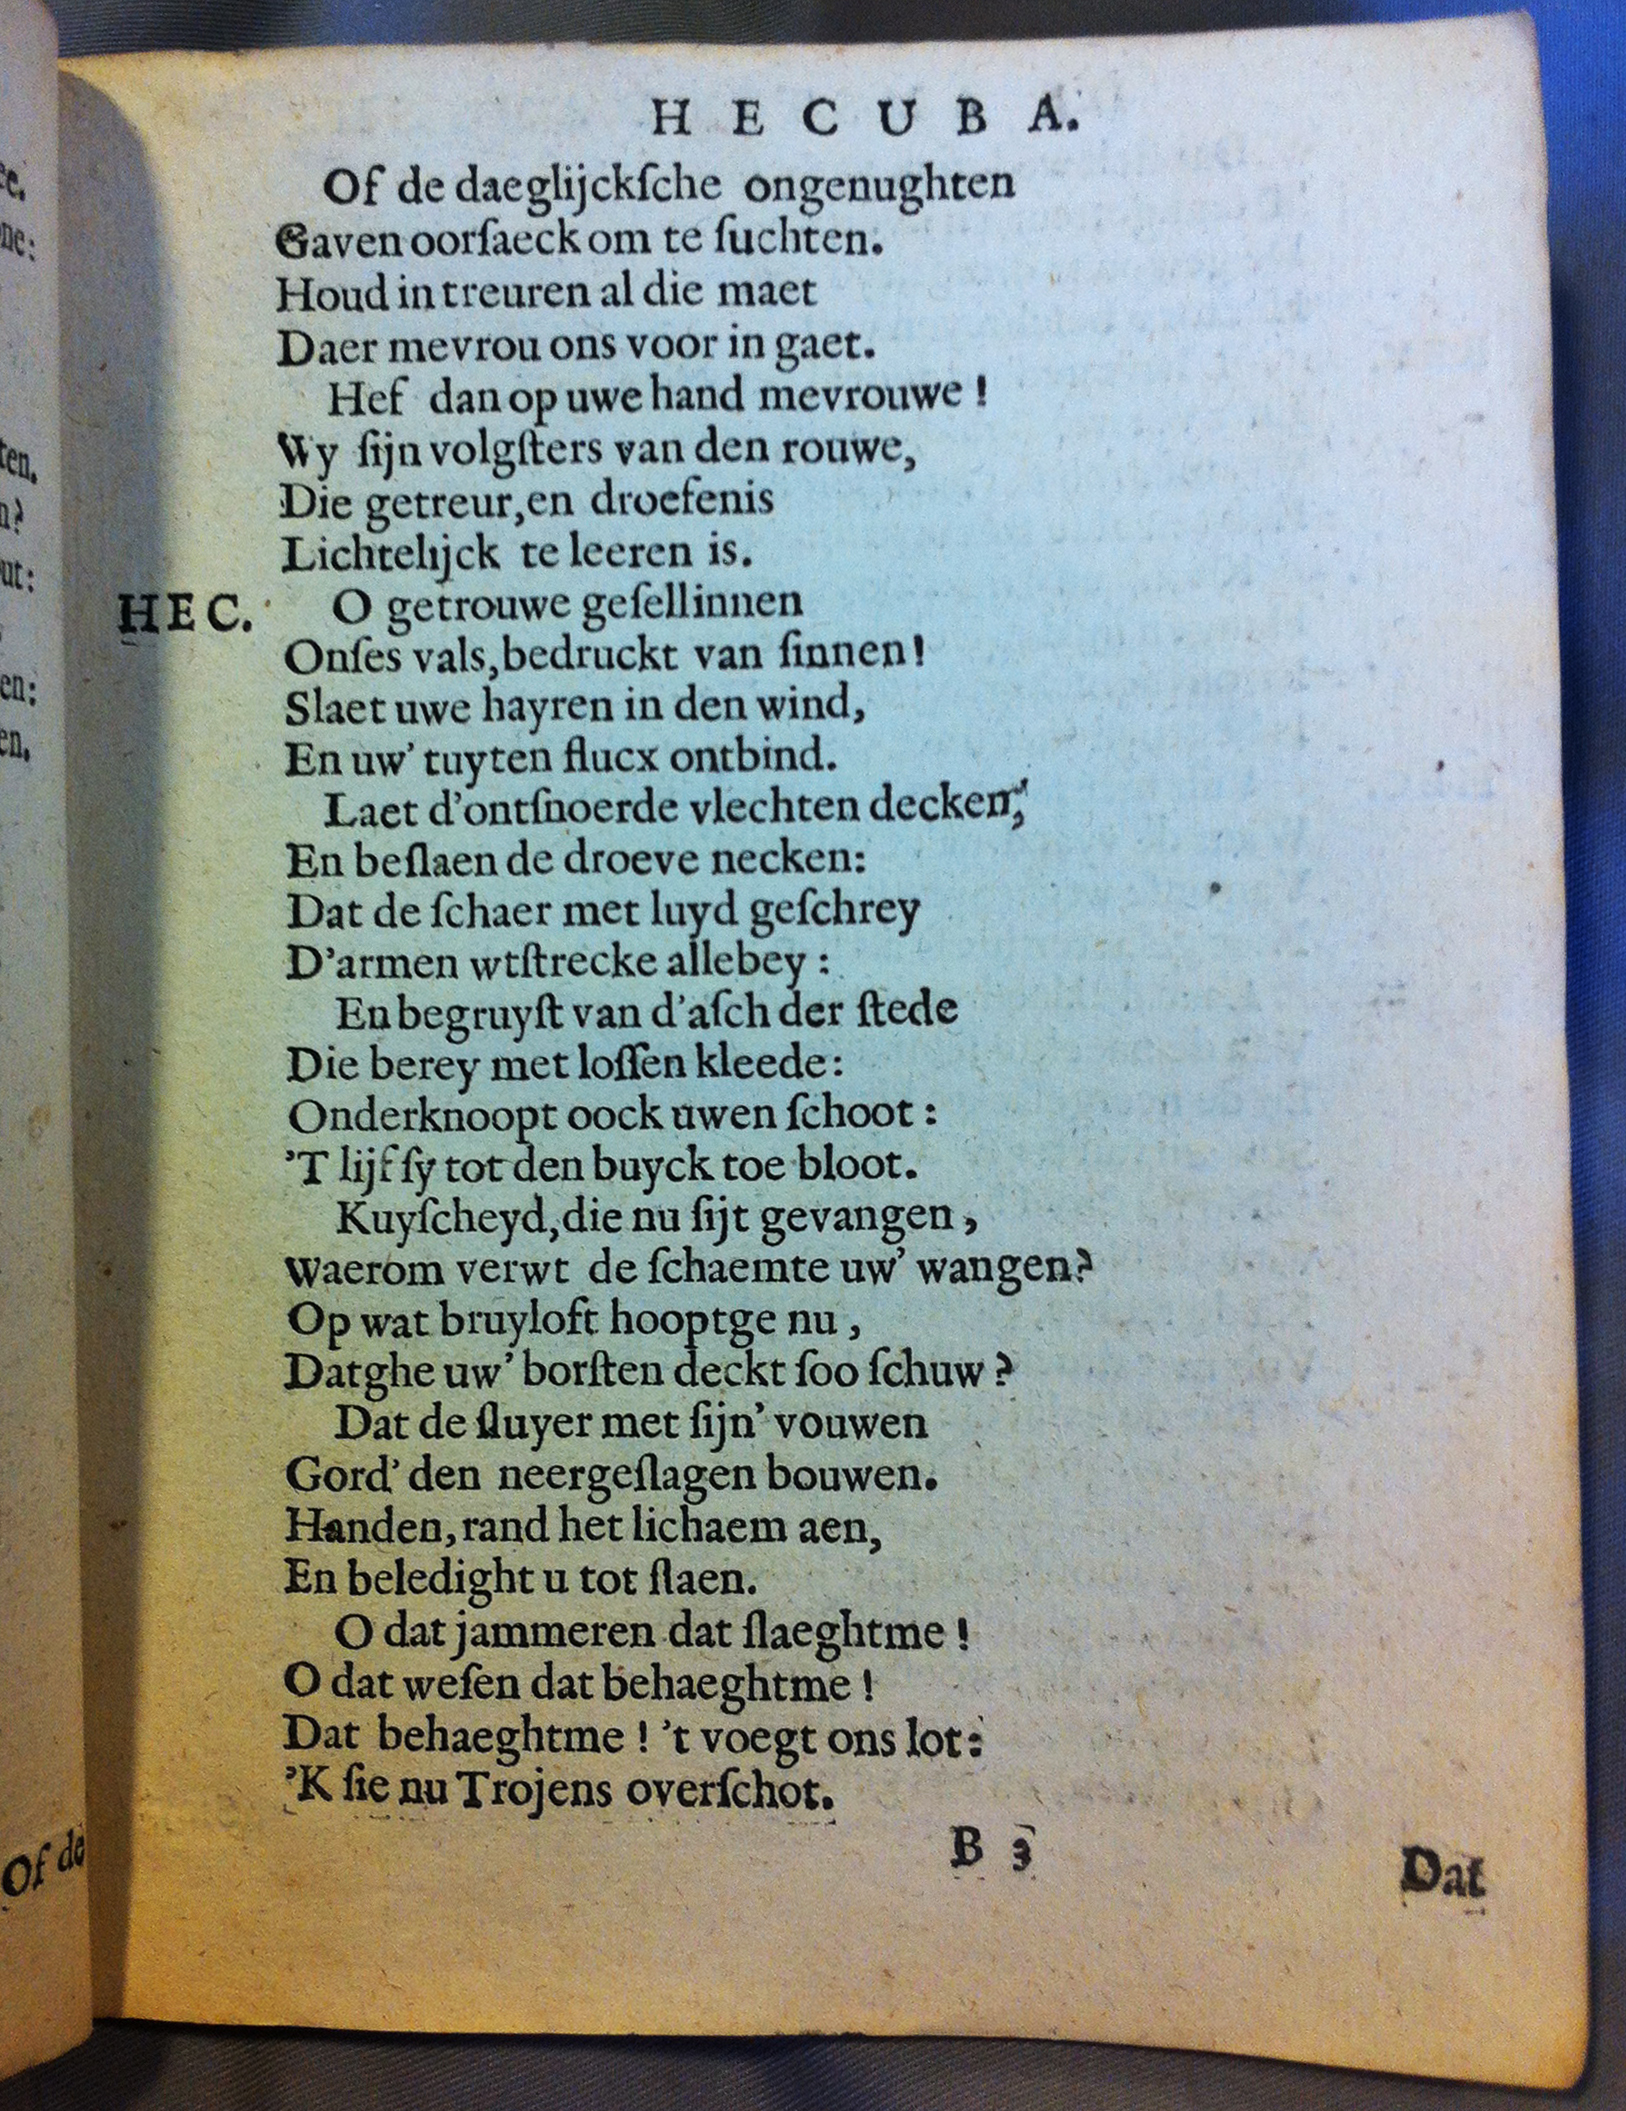 HECUBA.
Of de daeglijckſche ongenughten
Gaven oorſaeck om te ſuchten.
Houd in treuren al die maet
Daer mevrou ons voor in gaet.
Hef dan op uwe hand mevrouwe!
Wy ſijn volgſters van den rouwe,
Die getreur, en droefenis
Lichtelijck te leeren is.
HEC. O getrouwe geſellinnen
Onſes vals, bedruckt van ſinnen!
Slaet uwe hayren in den wind,
En uw' tuyten flucx ontbind.
Laet d'ontſnoerde vlechten decken,
En beſlaen de droeve necken:
Dat de ſchaer met luyd geſchrey
D'armen wtſtrecke allebey:
En begruyſt van d'aſch der ſtede
Die berey met loſſen kleede:
Onderknoopt oock uwen ſchoot:
'T lijf ſy tot den buyck toe bloot.
Kuyſcheyd, die nu ſijt gevangen,
Waerom verwt de ſchaemte uw' wangen?
Op wat bruyloft hooptge nu,
Datghe uw' borſten deckt ſoo ſchuw?
Dat de ſluyer met ſijn' vouwen
Gord' den neergeſlagen bouwen.
Handen, rand het lichaem aen,
En beledight u tot ſlaen.
O dat jammeren dat ſlaeghtme!
O dat weſen dat behaeghtme!
Dat behaeghtme! 't voegt ons lot:
'K ſie nu Trojens overſchot.
B 3
Dat
Of de